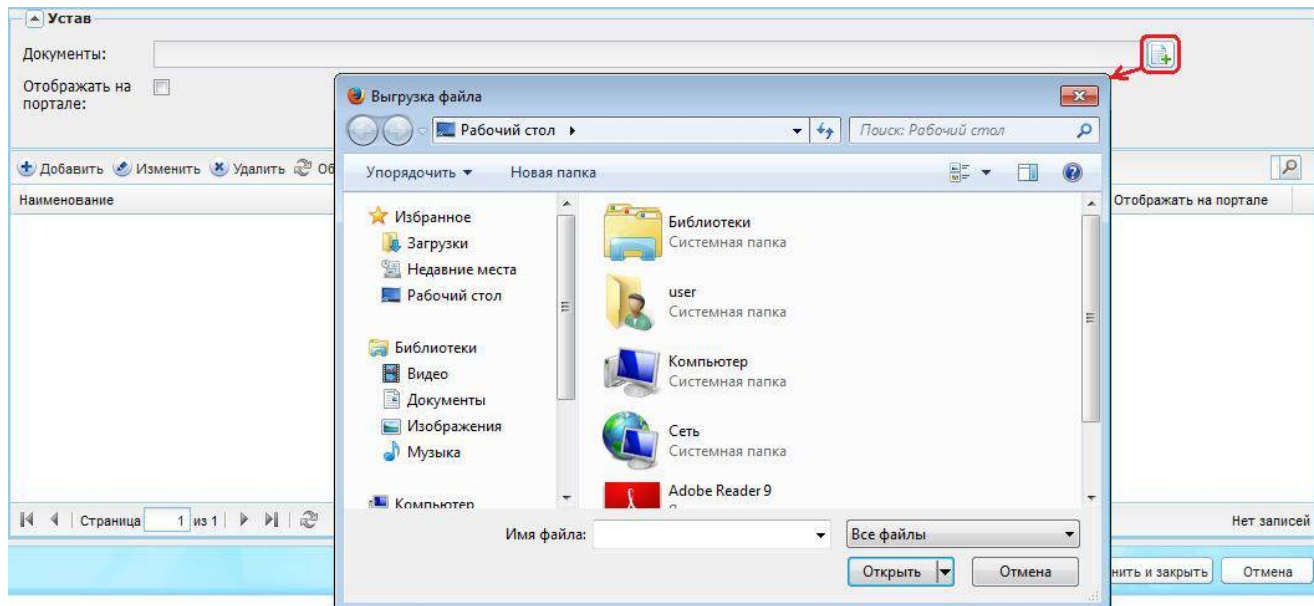 Устав
Документы:
Отображать на
портале:
Выгрузка файла
Рабочий стол
Поиск: Рабочий стол
Добавить Изменить Удалить Об
Упорядочить Новая папка
Наименование
Отображать на портале
Избранное
Загрузки
Недавние места
Рабочий стол
Библиотеки
Видео
Документы
Изображения
Музыка
Компьютер
Библиотеки
Системная папка
user
Системная папка
Компьютер
Системная папка
Сеть
Системная папка
Adobe Reader 9
Страница 1 из 1
Нет записей
Имя файла:
Все файлы
Открыть Отмена
нить и закрыть Отмена